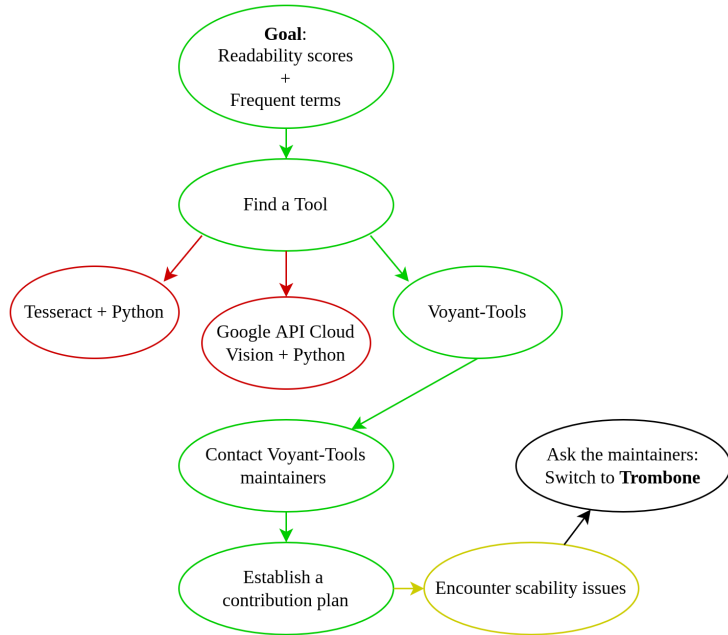 Goal:
Readability scores
+
Frequent terms
Find a Tool
Tesseract + Python
Google API Cloud
Vision + Python
Voyant-Tools
Contact Voyant-Tools
maintainers
Ask the maintainers:
Switch to Trombone
Establish a
contribution plan
Encounter scability issues